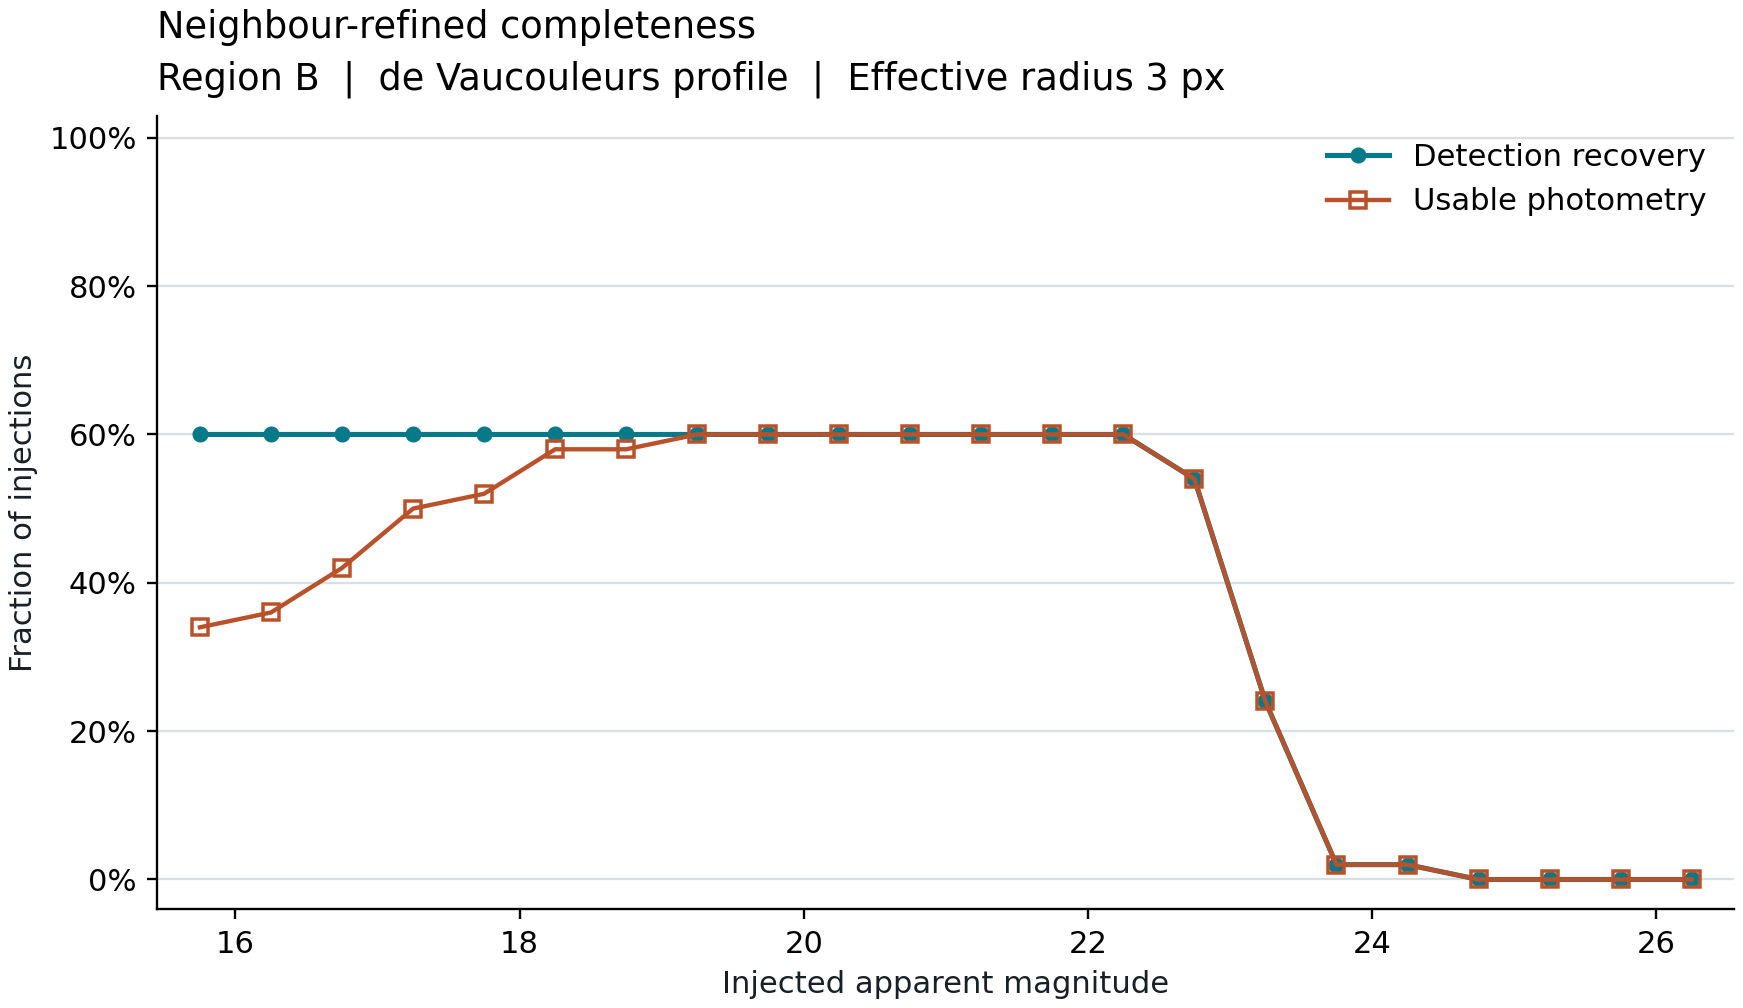 Neighbour-refined completeness
Region B | de Vaucouleurs profile | Effective radius 3 px
100%
80%
60%
40%
20%
0%
Fraction of injections
Detection recovery
Usable photometry
16 18 20 22 24 26
Injected apparent magnitude